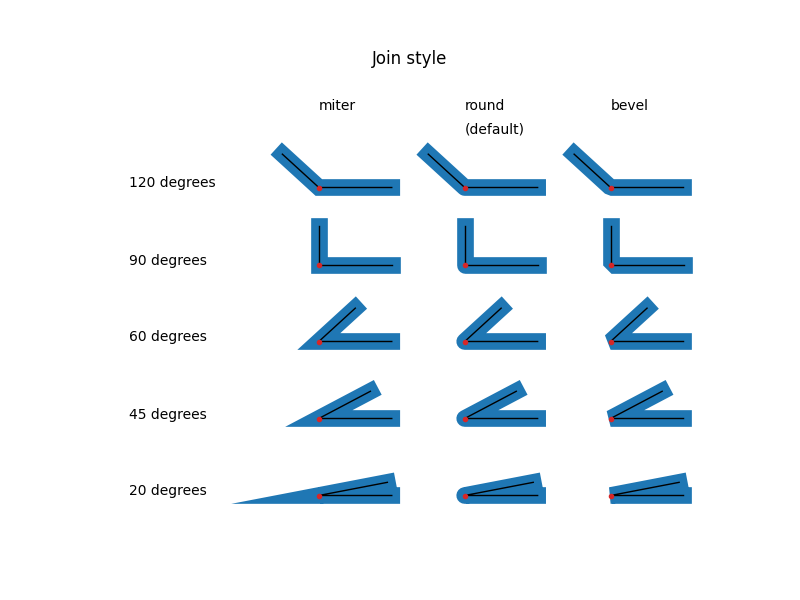 Join style
miter
round
bevel
(default)
120 degrees
90 degrees
60 degrees
45 degrees
20 degrees